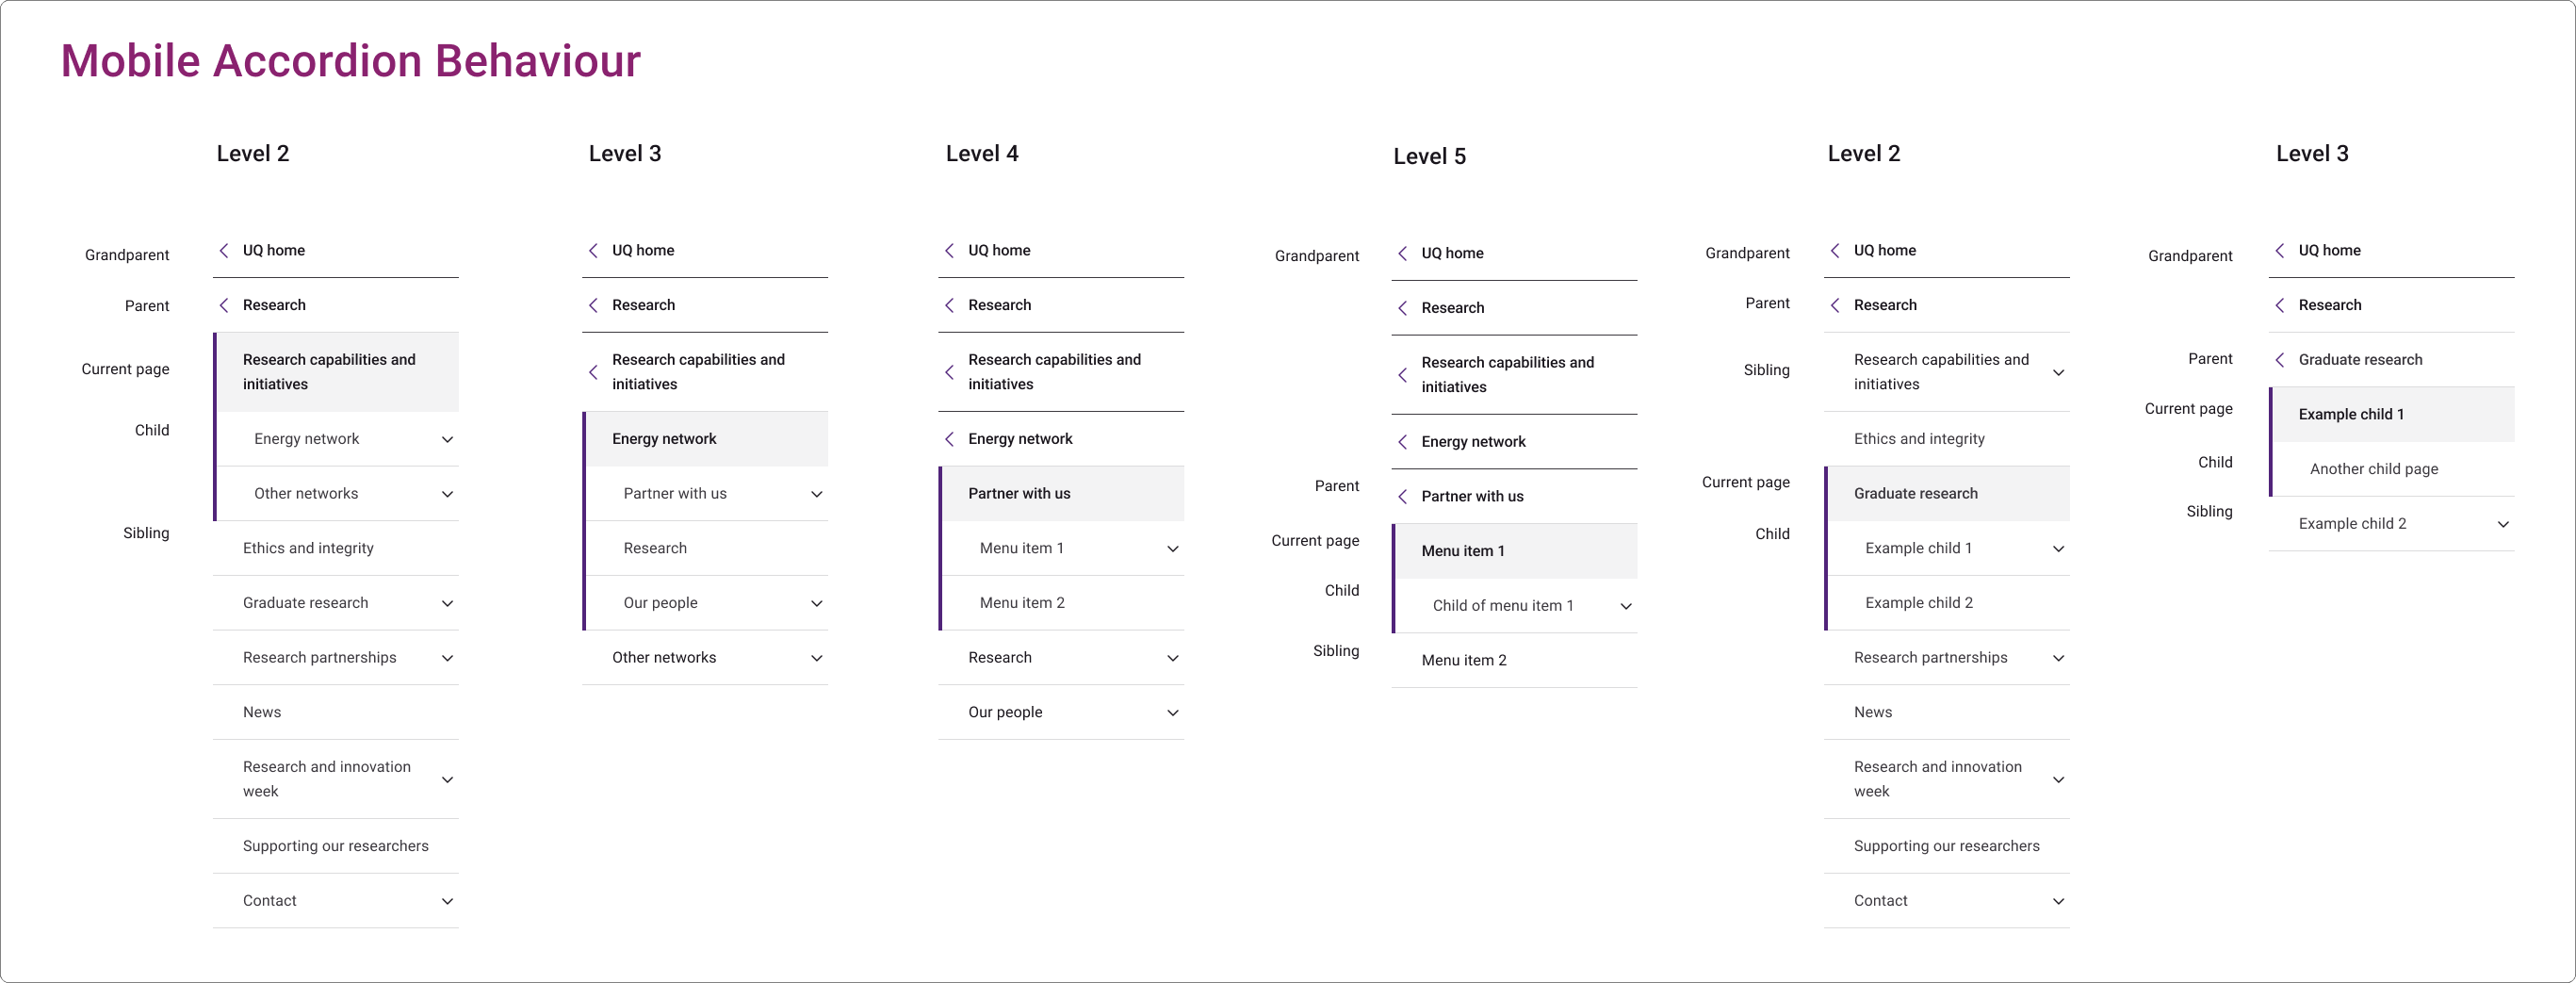 Mobile Accordion Behaviour
Level 2
Grandparent
UQ home
Parent
Research
Current page
Research capabilities and
initiatives
Child
Energy network
Other networks
Sibling
Ethics and integrity
Graduate research
Research partnerships
News
Research and innovation
week
Supporting our researchers
Contact
Level 3
UQ home
Research
Research capabilities and
initiatives
Energy network
Partner with us
Research
Our people
Other networks
Level 4
UQ home
Research
Research capabilities and
initiatives
Energy network
Partner with us
Menu item 1
Menu item 2
Research
Our people
Level 5
Grandparent
UQ home
Research
Research capabilities and
initiatives
Energy network
Parent
Partner with us
Current page
Menu item 1
Child
Child of menu item 1
Sibling
Menu item 2
Level 2
Grandparent
UQ home
Parent
Research
Sibling
Research capabilities and
initiatives
Ethics and integrity
Current page
Graduate research
Child
Example child 1
Example child 2
Research partnerships
News
Research and innovation
week
Supporting our researchers
Contact
Level 3
Grandparent
UQ home
Research
Parent
Graduate research
Current page
Example child 1
Child
Another child page
Sibling
Example child 2